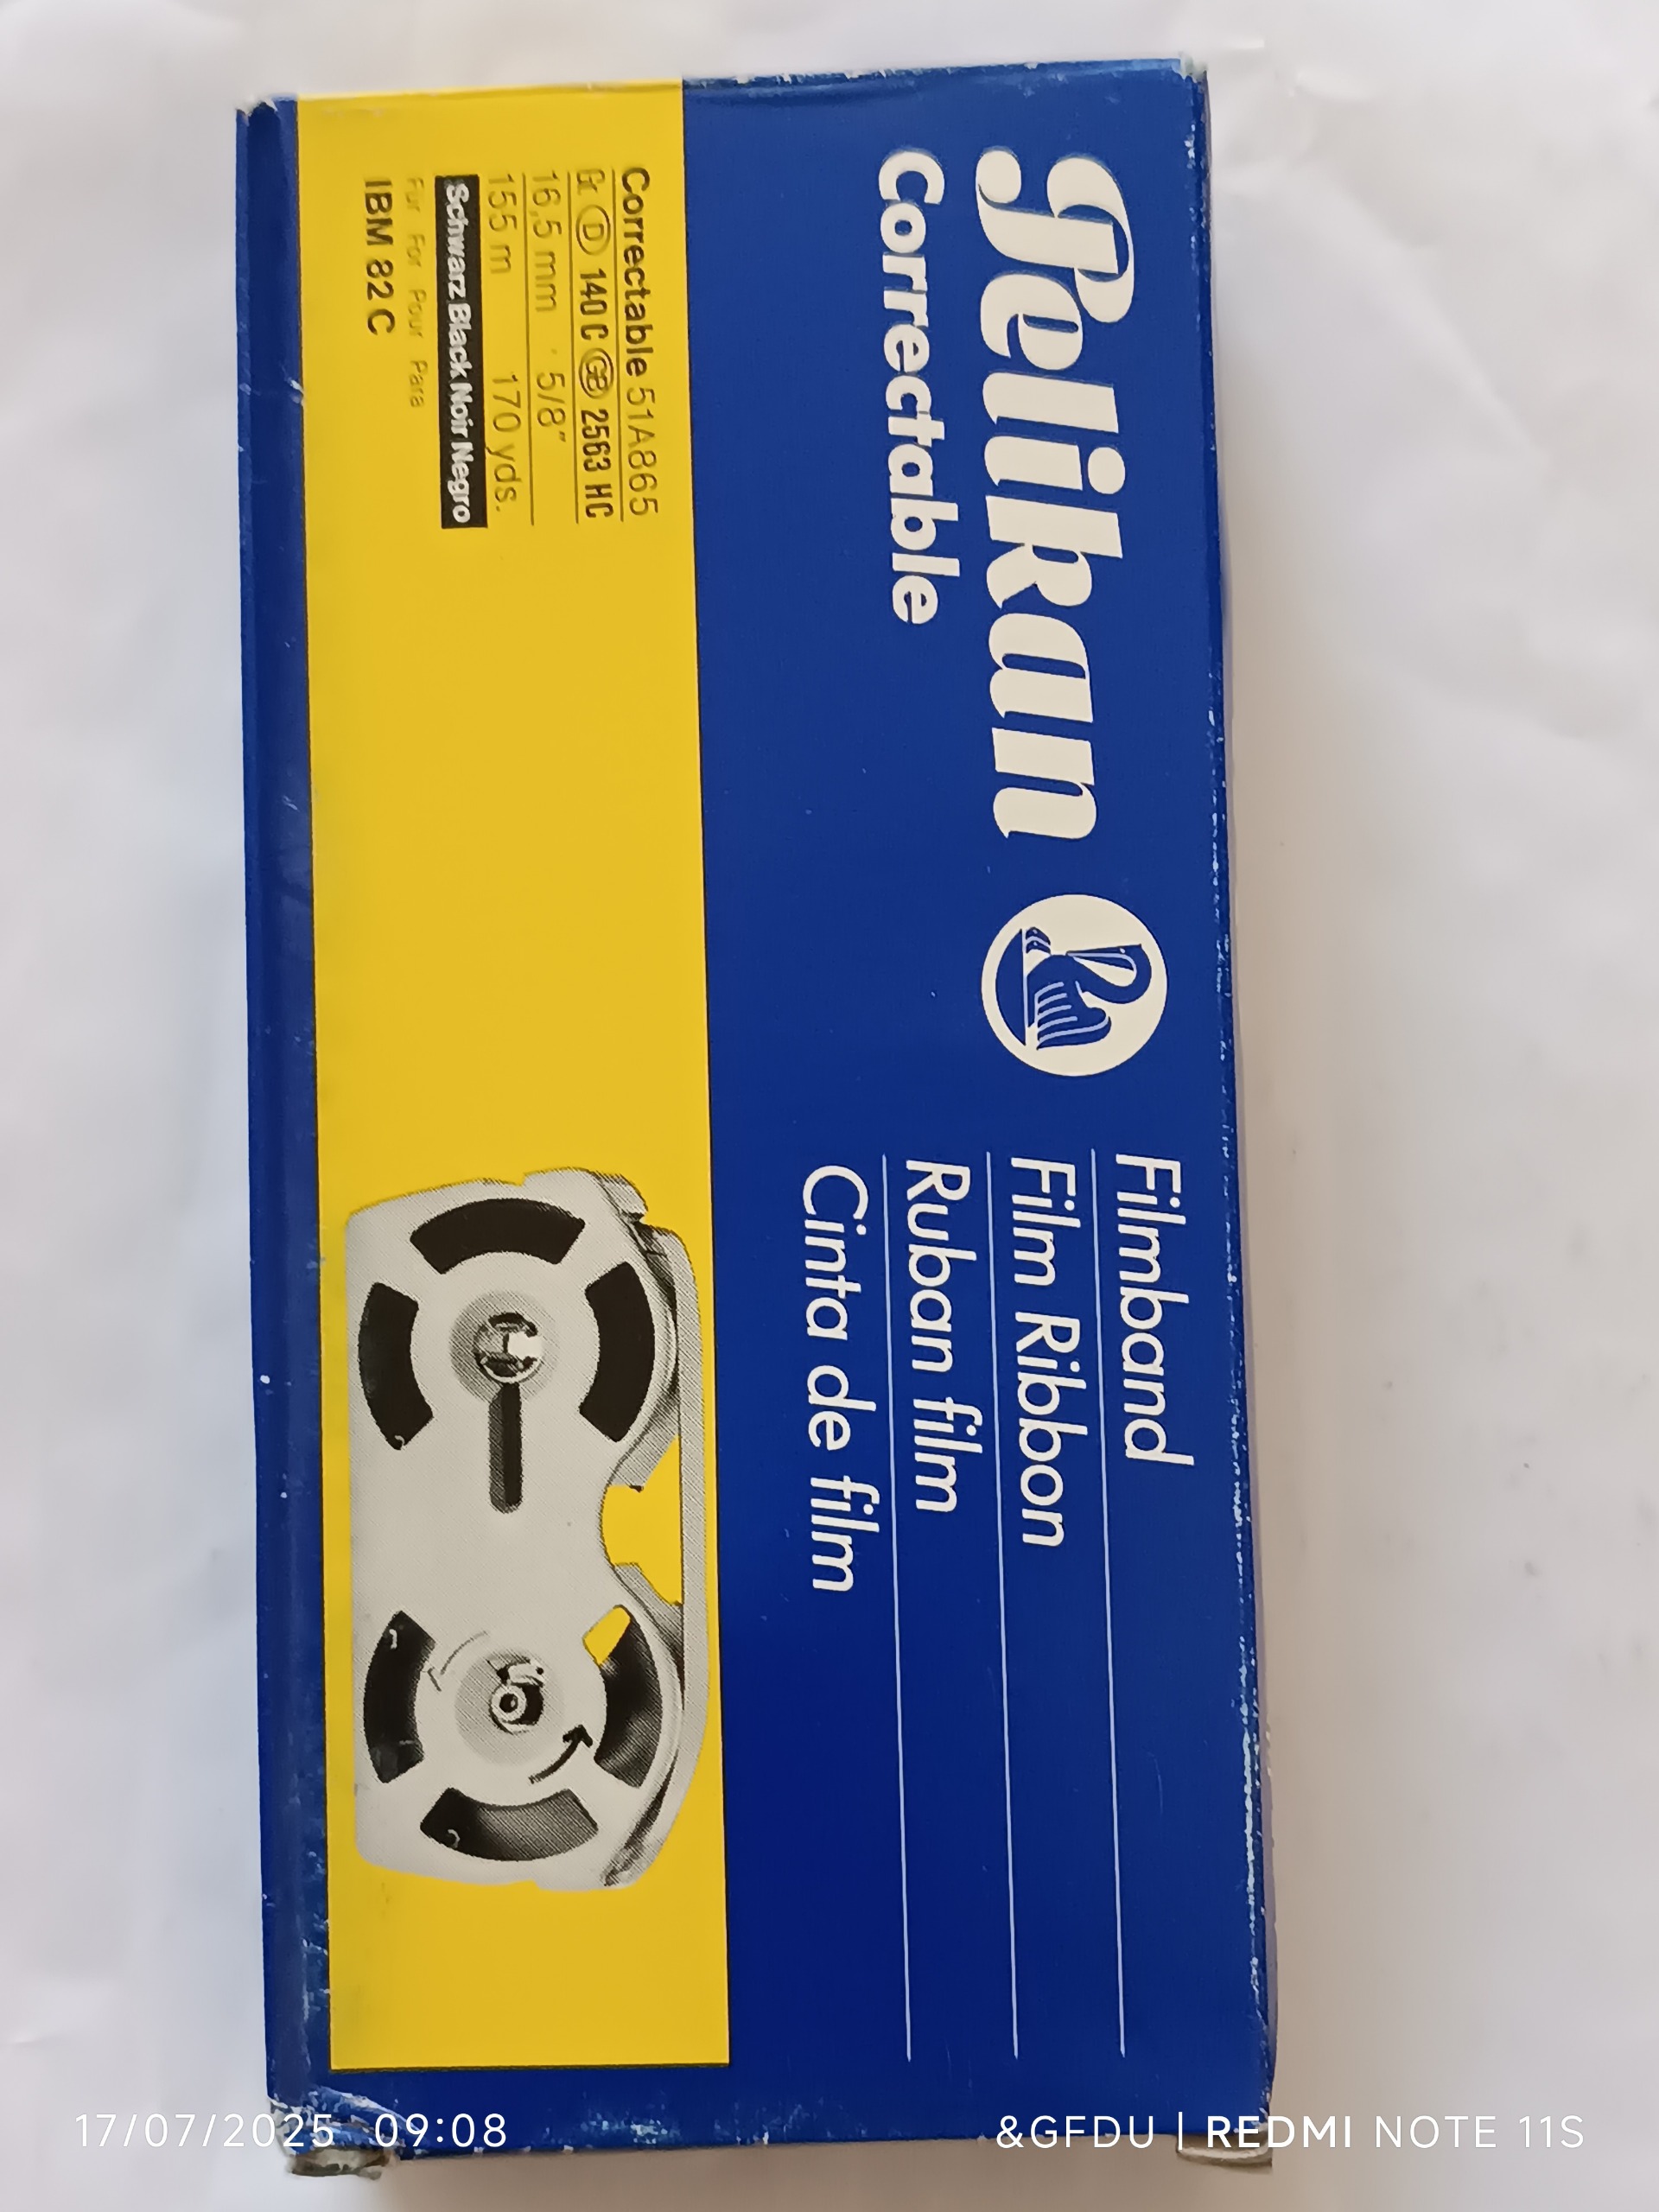 Pelikan
Correctable
Filmband
Film Ribbon
Ruban film
Cinta de film
Correctable 51A865
Gr. D 140 C GB 2563 HC
16,5 mm · 5/8"
155 m 170 yds.
Schwarz Black Noir Negro
Für For Pour Para
IBM 82 C
17/07/2025 09:08
&GFDU | REDMI NOTE 11S